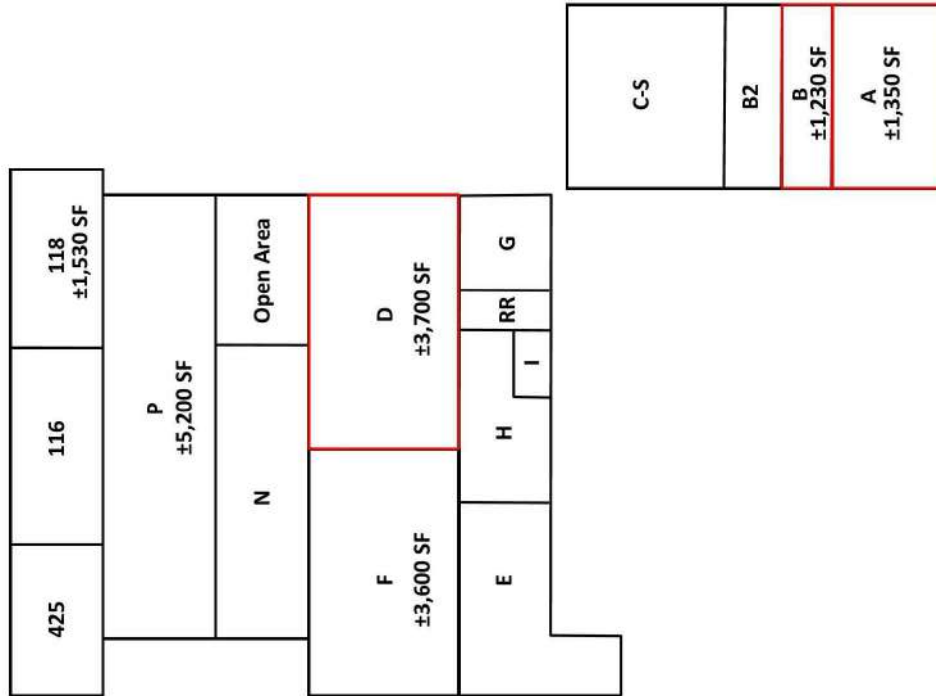 425
116
118
±1,530 SF
P
±5,200 SF
N
Open Area
F
±3,600 SF
D
±3,700 SF
E
H
I
RR
G
C-S
B2
B
±1,230 SF
A
±1,350 SF